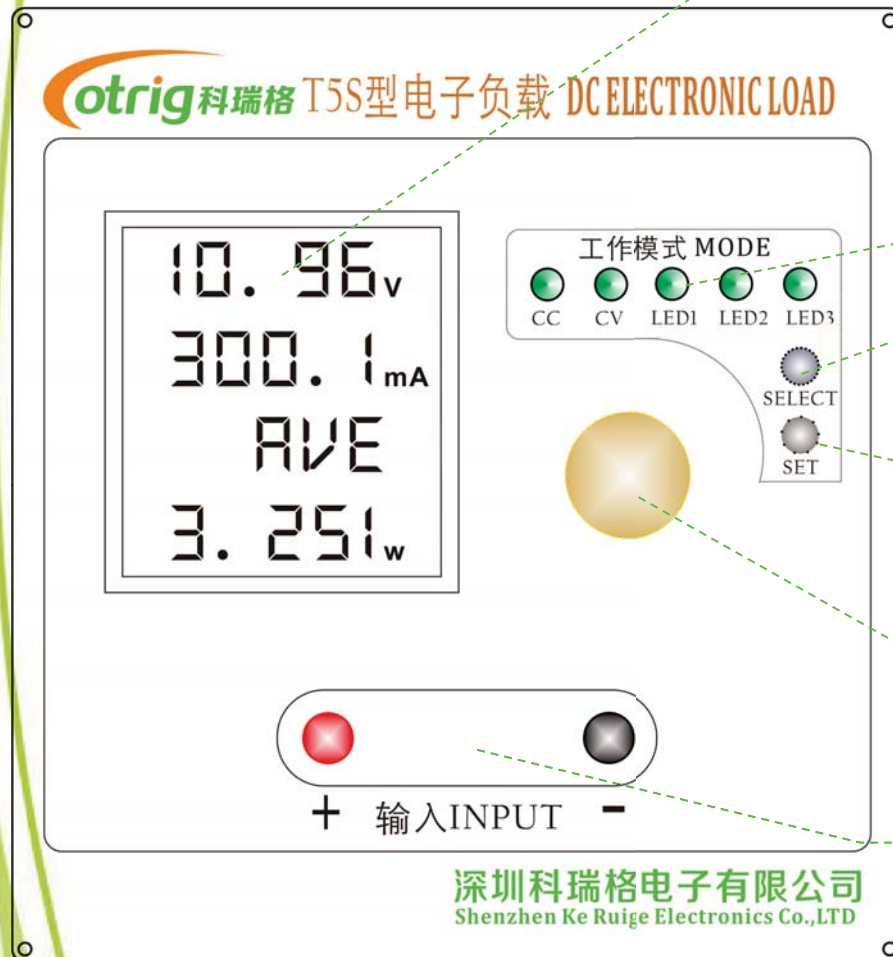 otrig科瑞格 T5S型电子负载 DC ELECTRONIC LOAD
10. 96V
300. 1mA
AVE
3. 251W
工作模式 MODE
CC CV LED1 LED2 LED3
SELECT
SET
+ 输入INPUT -
深圳科瑞格电子有限公司
Shenzhen Ke Ruige Electronics Co.,LTD